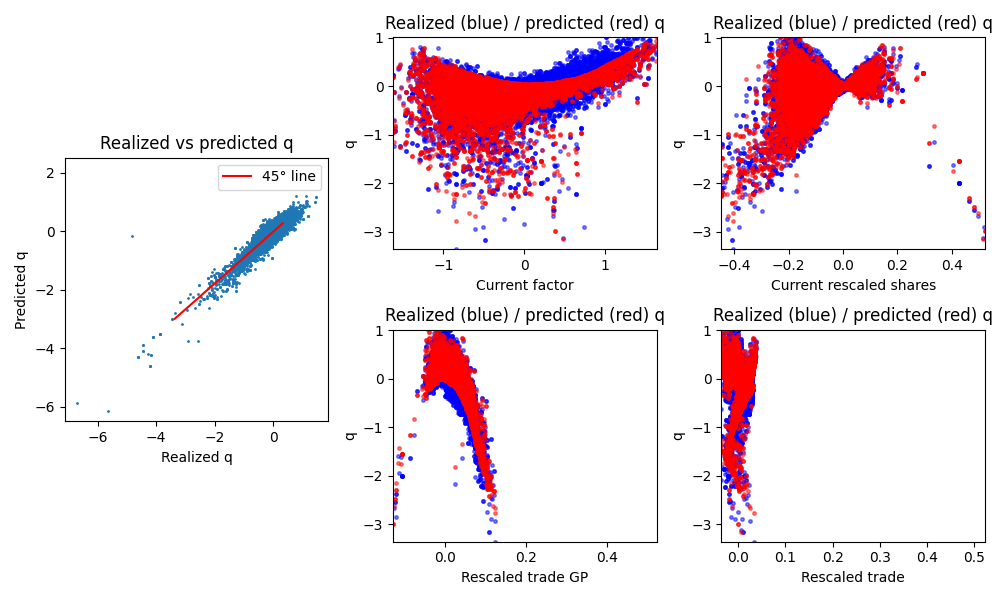 Realized vs predicted q
45° line
2
0
−2
−4
−6
−6
−4
−2
0
Predicted q
Realized q
Realized (blue) / predicted (red) q
1
0
−1
−2
−3
−1
0
1
q
Current factor
Realized (blue) / predicted (red) q
1
0
−1
−2
−3
−0.4
−0.2
0.0
0.2
0.4
q
Current rescaled shares
Realized (blue) / predicted (red) q
1
0
−1
−2
−3
0.0
0.2
0.4
q
Rescaled trade GP
Realized (blue) / predicted (red) q
1
0
−1
−2
−3
0.0
0.1
0.2
0.3
0.4
0.5
q
Rescaled trade